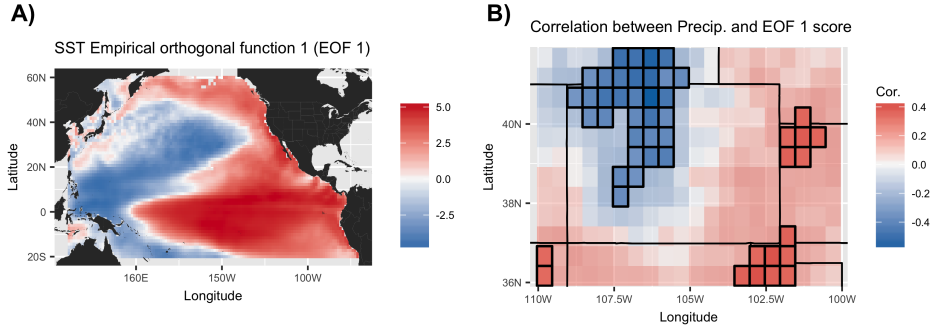 A)
SST Empirical orthogonal function 1 (EOF 1)
60N
40N
20N
0
20S
Latitude
160E 150W 100W
Longitude
5.0
2.5
0.0
-2.5
B)
Correlation between Precip. and EOF 1 score
40N
38N
36N
Latitude
110W 107.5W 105W 102.5W 100W
Longitude
Cor.
0.4
0.2
0.0
-0.2
-0.4